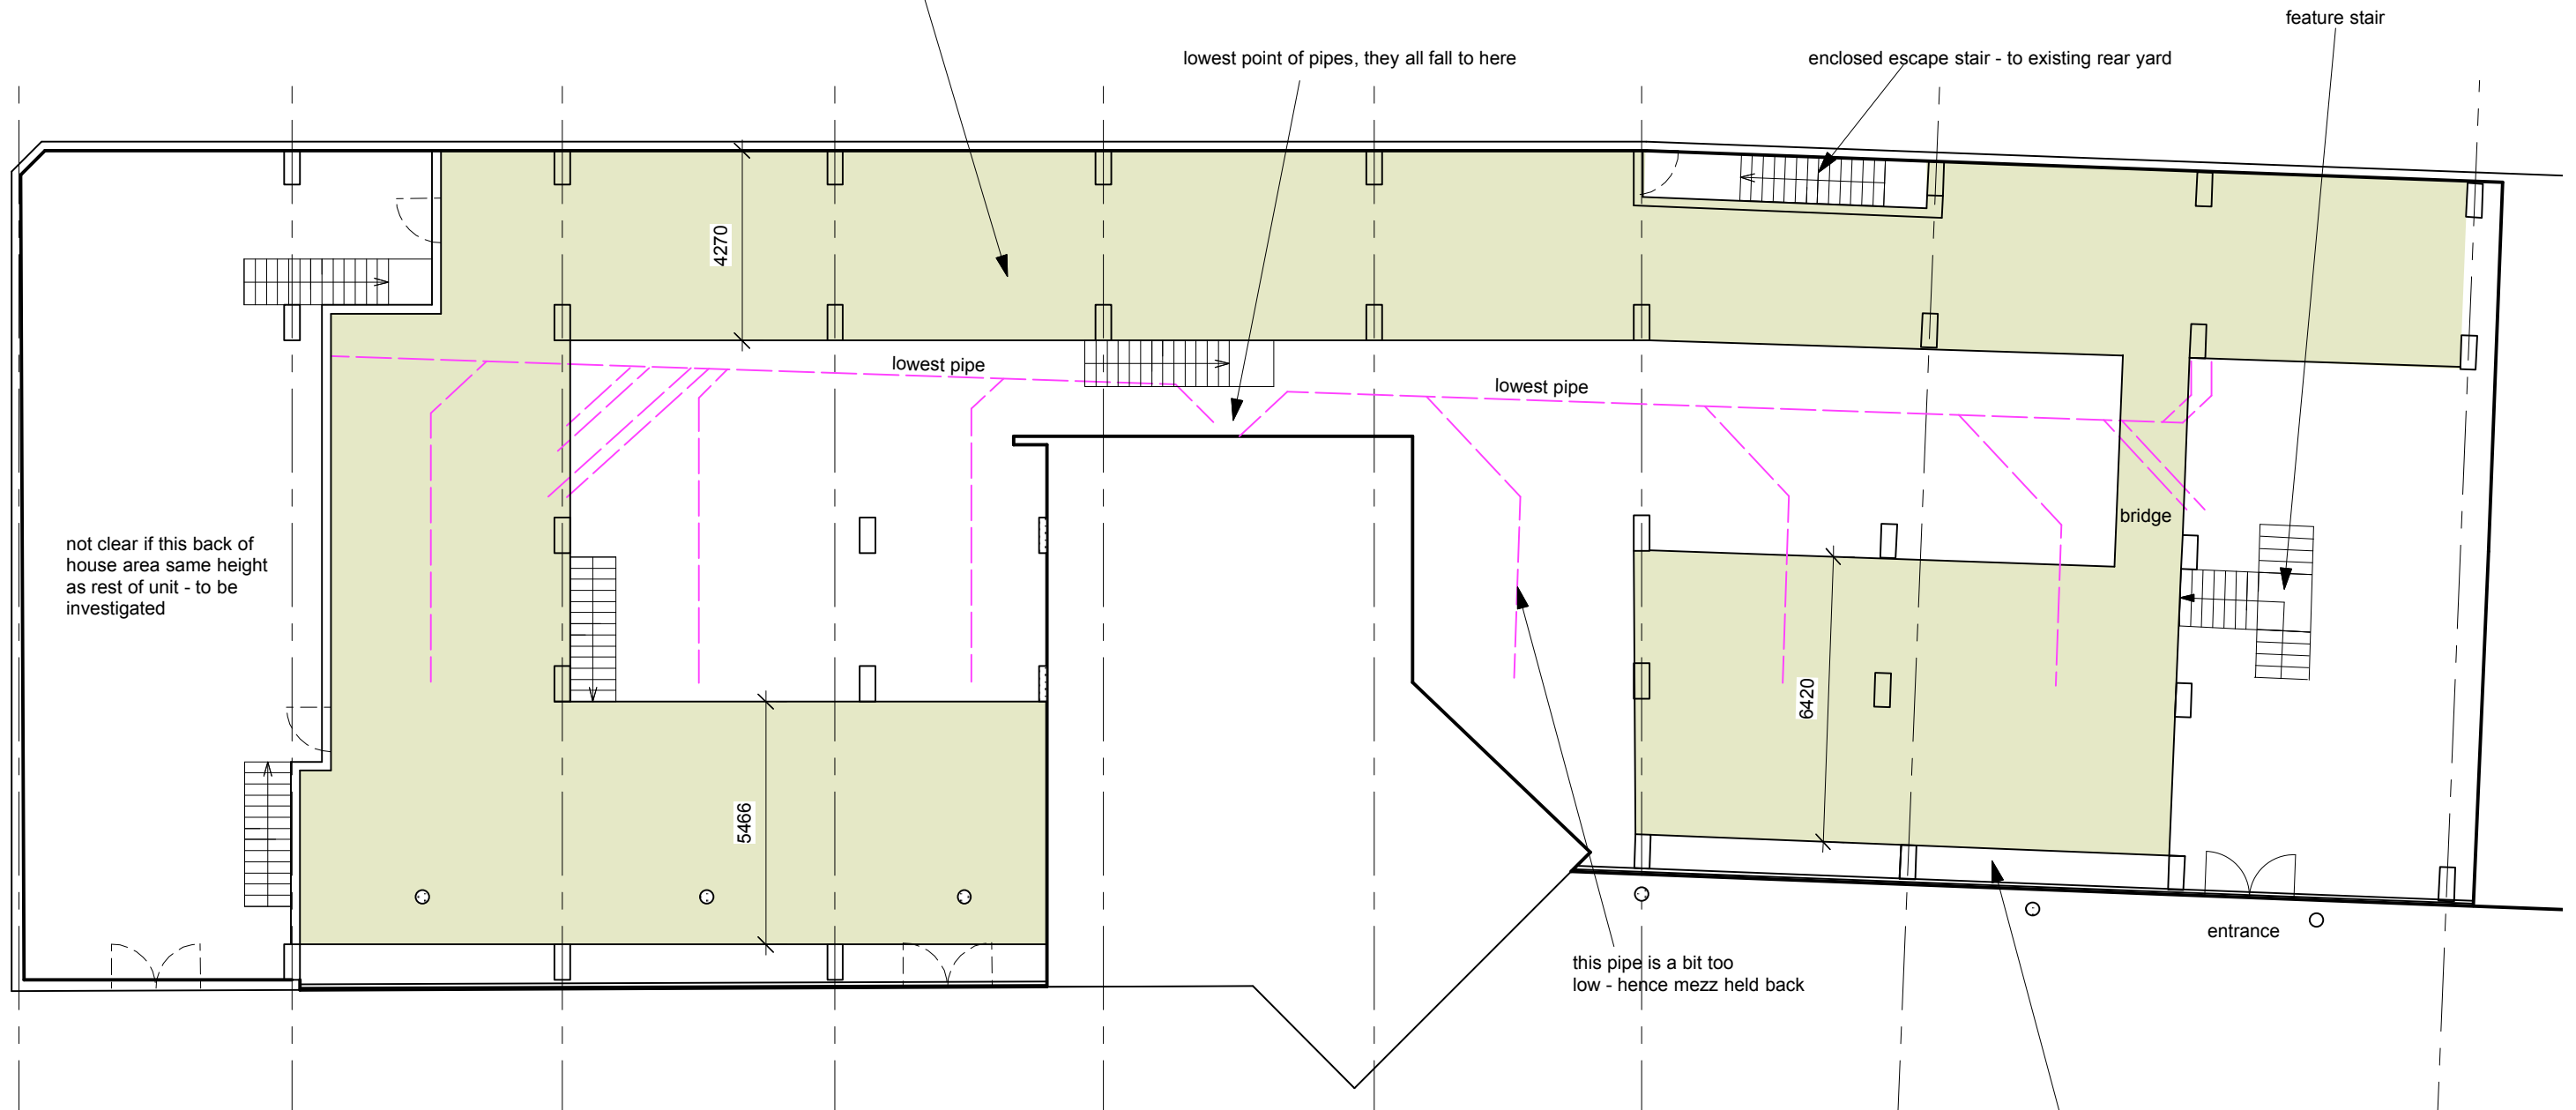 feature stair
lowest point of pipes, they all fall to here
enclosed escape stair - to existing rear yard
4270
lowest pipe
lowest pipe
not clear if this back of
house area same height
as rest of unit - to be
investigated
bridge
6420
5466
entrance
this pipe is a bit too
low - hence mezz held back